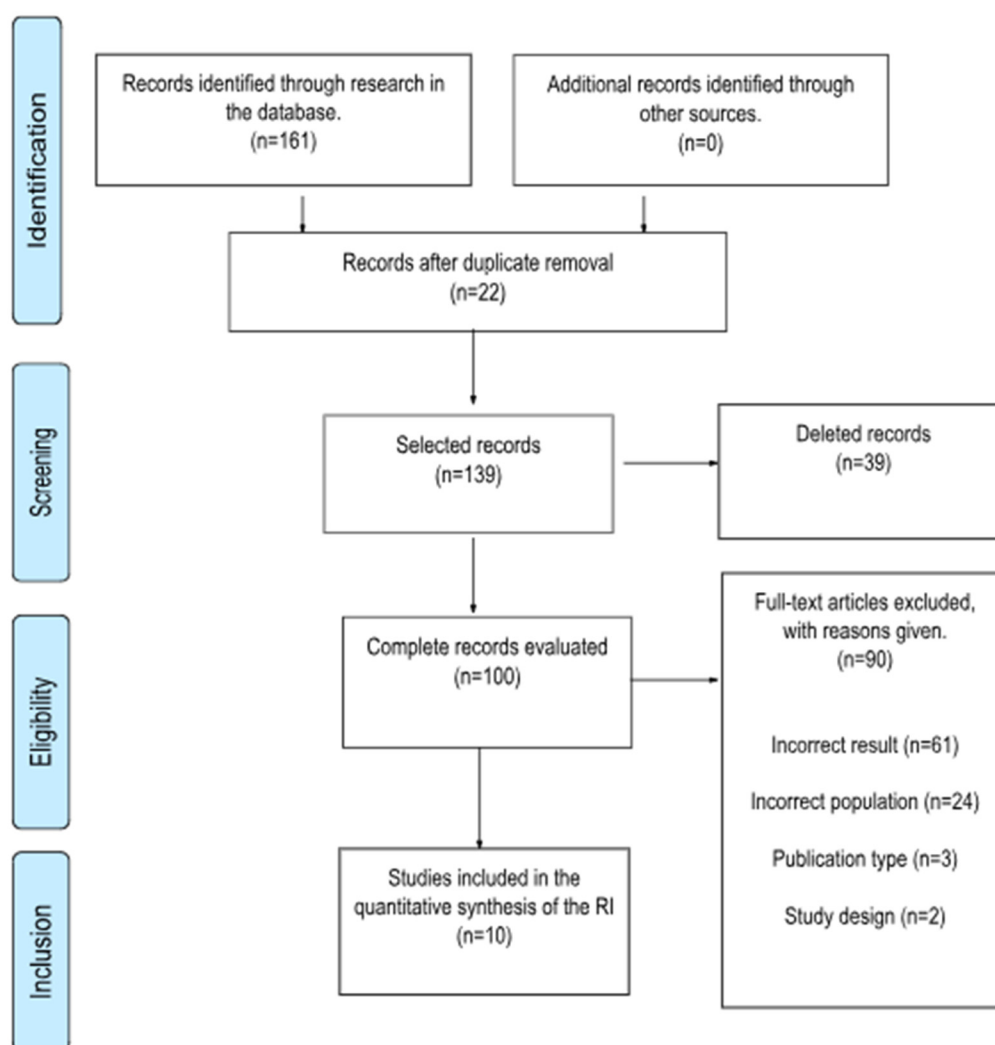 Identification
Records identified through research in
the database.
(n=161)
Additional records identified through
other sources.
(n=0)
Records after duplicate removal
(n=22)
Screening
Selected records
(n=139)
Deleted records
(n=39)
Eligibility
Complete records evaluated
(n=100)
Full-text articles excluded,
with reasons given.
(n=90)
Incorrect result (n=61)
Incorrect population (n=24)
Publication type (n=3)
Study design (n=2)
Inclusion
Studies included in the
quantitative synthesis of the RI
(n=10)